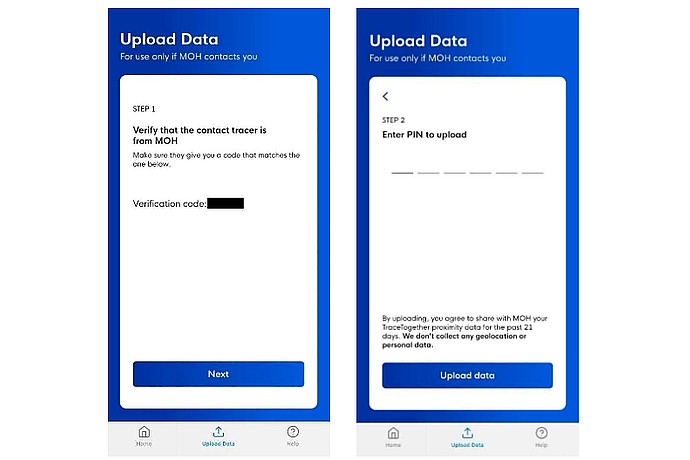 Upload Data
For use only if MOH contacts you
STEP 1
Verify that the contact tracer is
from MOH
Make sure they give you a code that matches the
one below.
Verification code:
Next
Home
Upload Data
Help
Upload Data
For use only if MOH contacts you
STEP 2
Enter PIN to upload
By uploading, you agree to share with MOH your
TraceTogether proximity data for the past 21
days. We don't collect any geolocation or
personal data.
Upload data
Home
Upload Data
Help